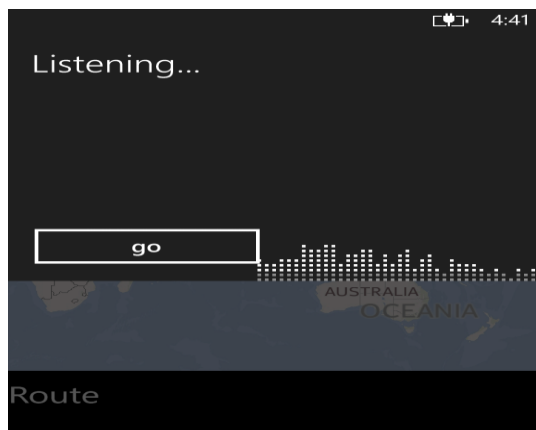 4:41
Listening...
go
AUSTRALIA
OCEANIA
Route